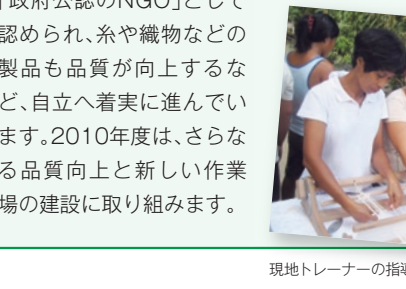 「政府公認のNGO」として
認められ、糸や織物などの
製品も品質が向上するな
ど、自立へ着実に進んでい
ます。2010年度は、さらな
る品質向上と新しい作業
場の建設に取り組みます。
現地トレーナーの指導